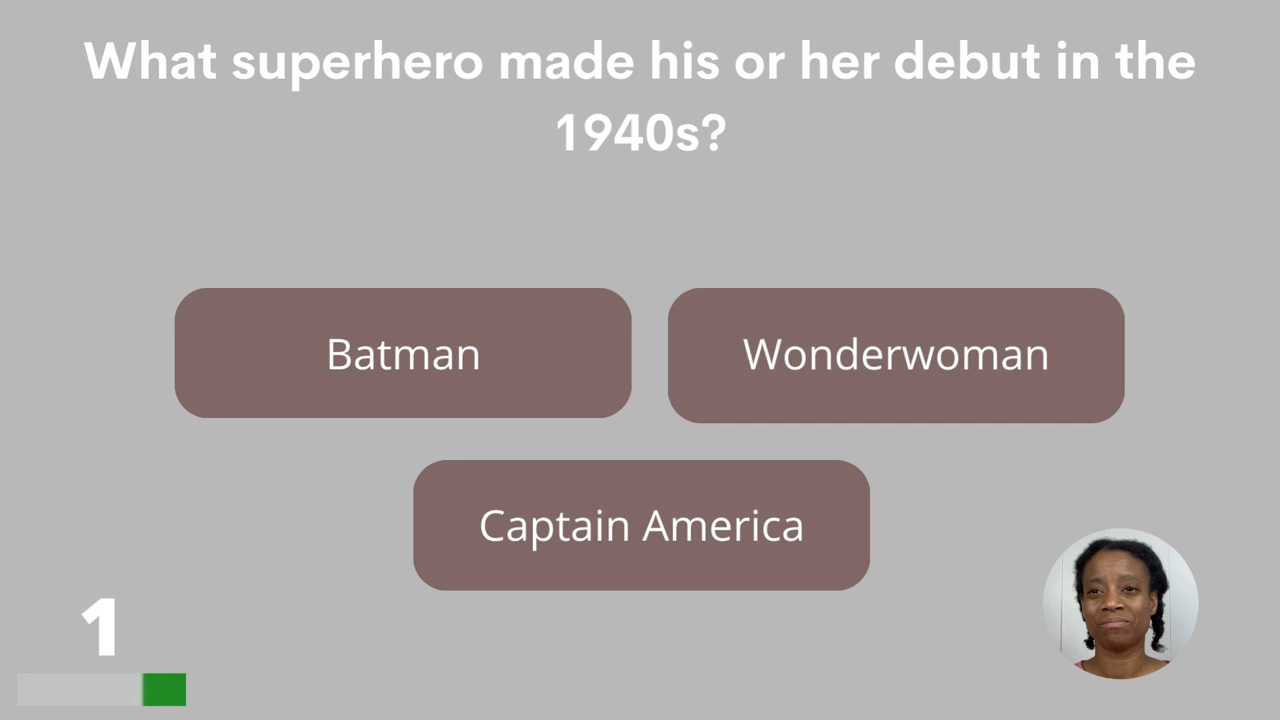 What superhero made his or her debut in the
1940s?
Batman
Wonderwoman
Captain America
1